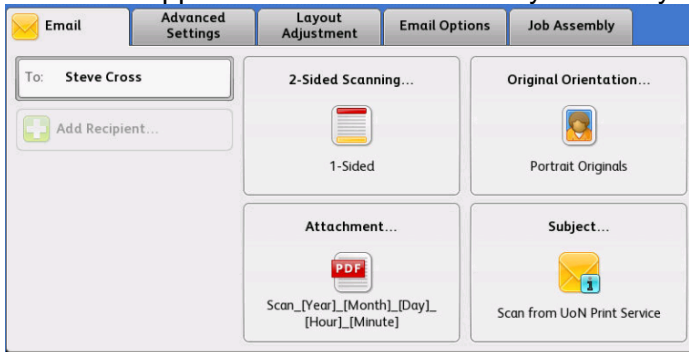 Email
Advanced
Settings
Layout
Adjustment
Email Options
Job Assembly
To: Steve Cross
Add Recipient...
2-Sided Scanning...
1-Sided
Original Orientation...
Portrait Originals
Attachment...
PDF
Scan_[Year]_[Month]_[Day]_
[Hour]_[Minute]
Subject...
Scan from UoN Print Service